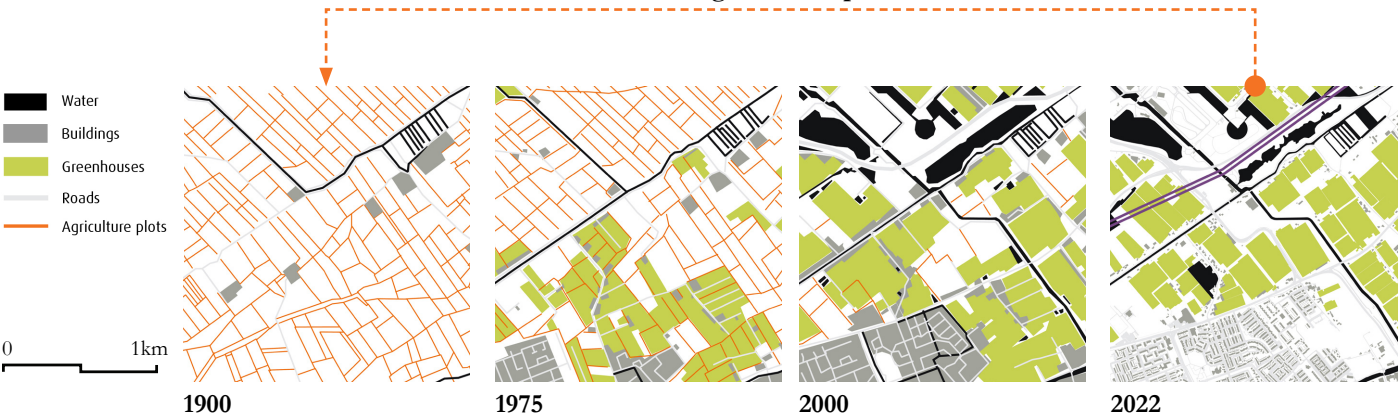 Water
Buildings
Greenhouses
Roads
Agriculture plots
0 1km
1900 1975 2000 2022